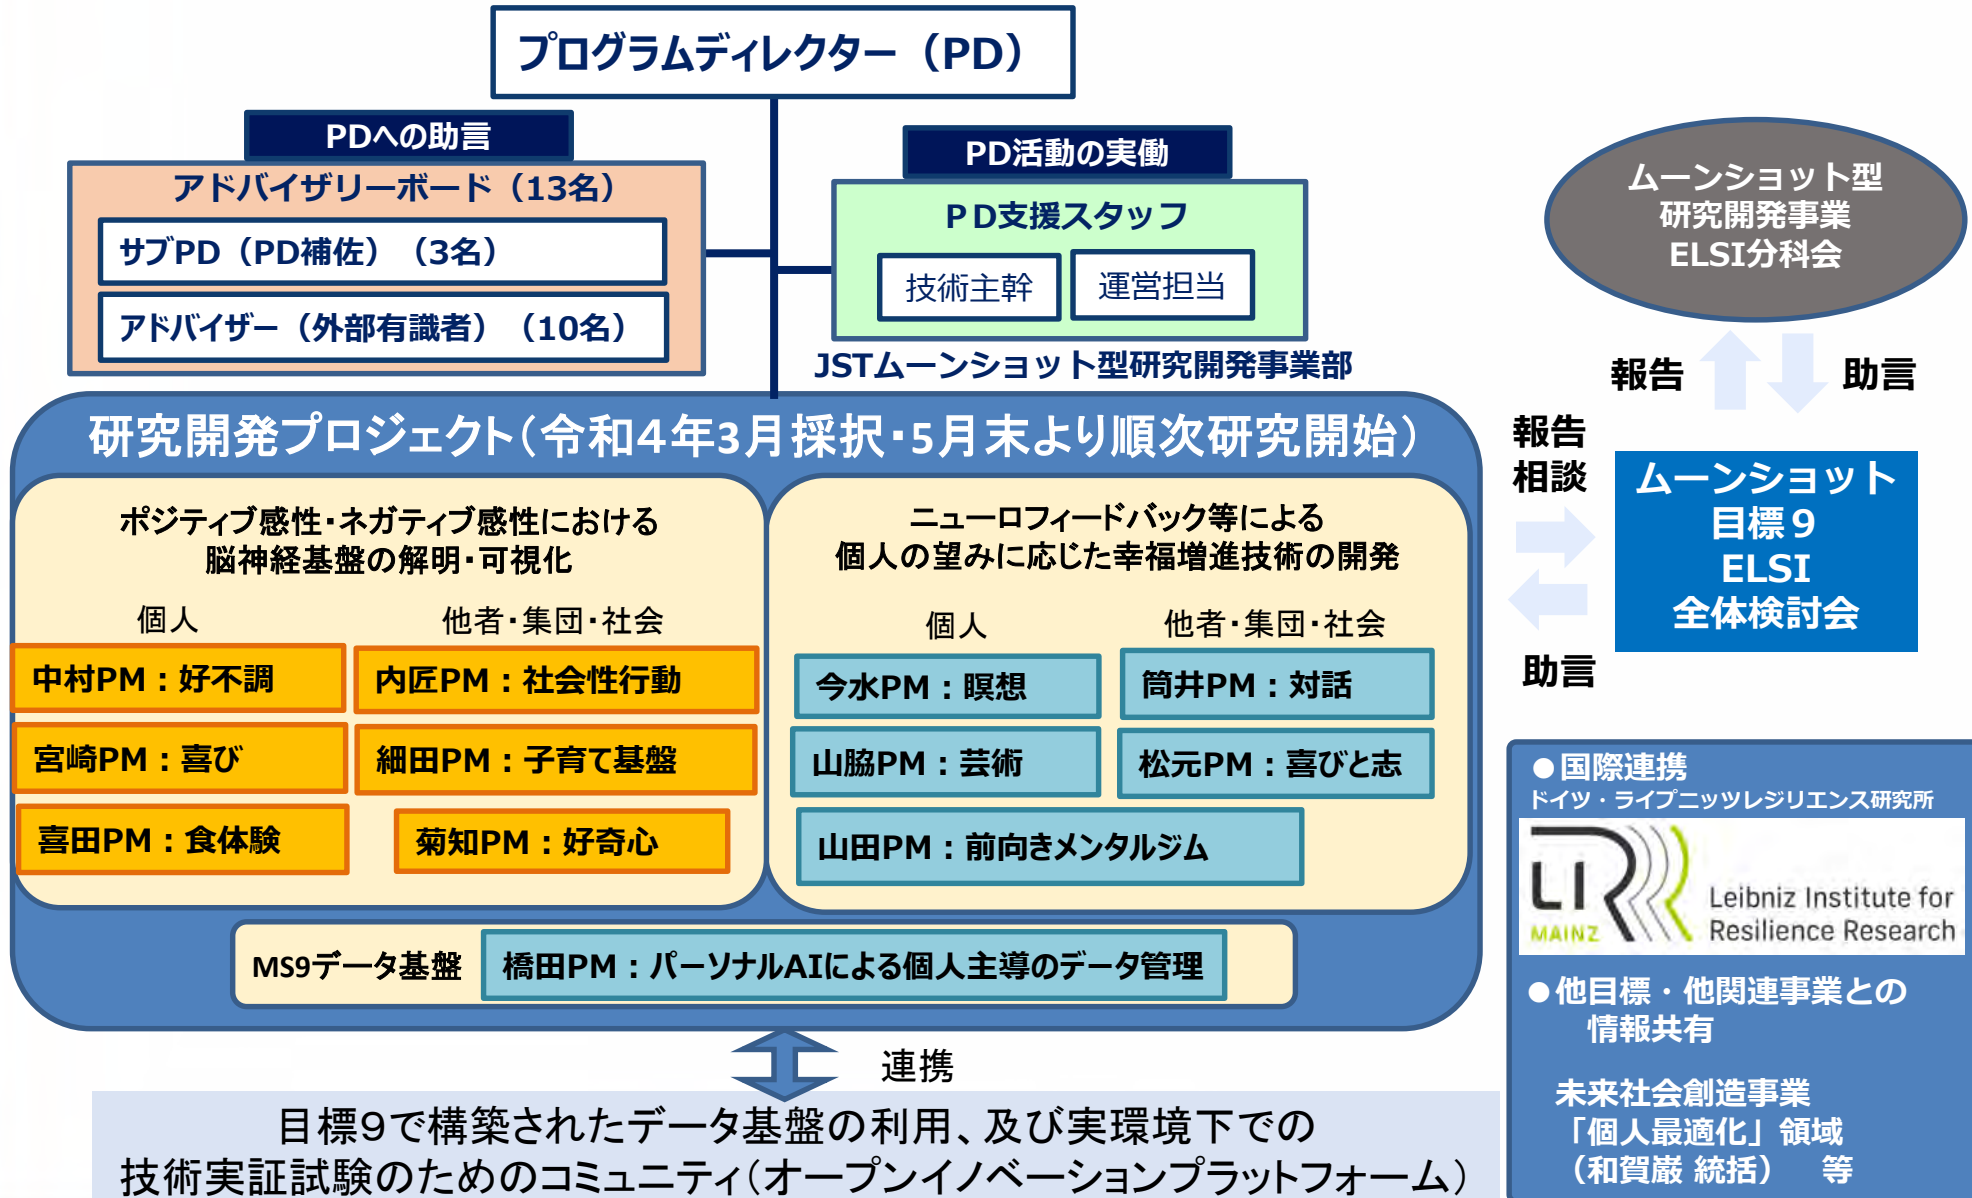 プログラムディレクター（PD）
PDへの助言
アドバイザリーボード（13名）
サブPD（PD補佐）（3名）
アドバイザー（外部有識者）（10名）
PD活動の実働
ＰD支援スタッフ
技術主幹
運営担当
JSTムーンショット型研究開発事業部
研究開発プロジェクト（令和４年3月採択・5月末より順次研究開始）
ポジティブ感性・ネガティブ感性における
脳神経基盤の解明・可視化
個人
他者・集団・社会
中村PM：好不調
内匠PM：社会性行動
宮崎PM：喜び
細田PM：子育て基盤
喜田PM：食体験
菊知PM：好奇心
ニューロフィードバック等による
個人の望みに応じた幸福増進技術の開発
個人
他者・集団・社会
今水PM：瞑想
筒井PM：対話
山脇PM：芸術
松元PM：喜びと志
山田PM：前向きメンタルジム
MS9データ基盤
橋田PM：パーソナルAIによる個人主導のデータ管理
連携
目標９で構築されたデータ基盤の利用、及び実環境下での
技術実証試験のためのコミュニティ（オープンイノベーションプラットフォーム）
ムーンショット型
研究開発事業
ELSI分科会
報告
助言
報告
相談
ムーンショット
目標９
ELSI
全体検討会
助言
●国際連携
ドイツ・ライプニッツレジリエンス研究所
LIR
MAINZ
Leibniz Institute for
Resilience Research
●他目標・他関連事業との
情報共有
未来社会創造事業
「個人最適化」領域
（和賀巌 統括）　等